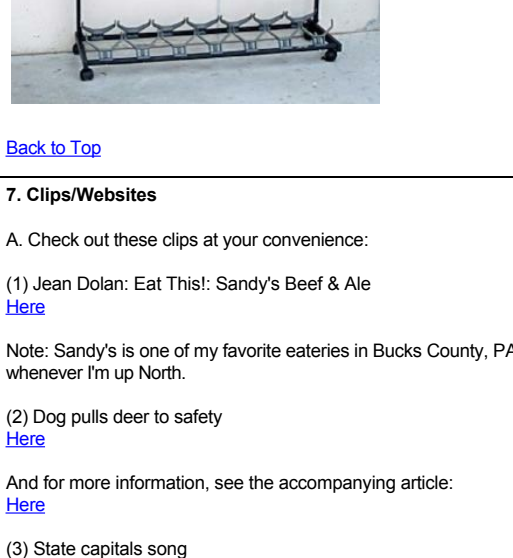 Back to Top
7. Clips/Websites
A. Check out these clips at your convenience:
(1) Jean Dolan: Eat This!: Sandy's Beef & Ale
Here
Note: Sandy's is one of my favorite eateries in Bucks County, PA
whenever I'm up North.
(2) Dog pulls deer to safety
Here
And for more information, see the accompanying article:
Here
(3) State capitals song